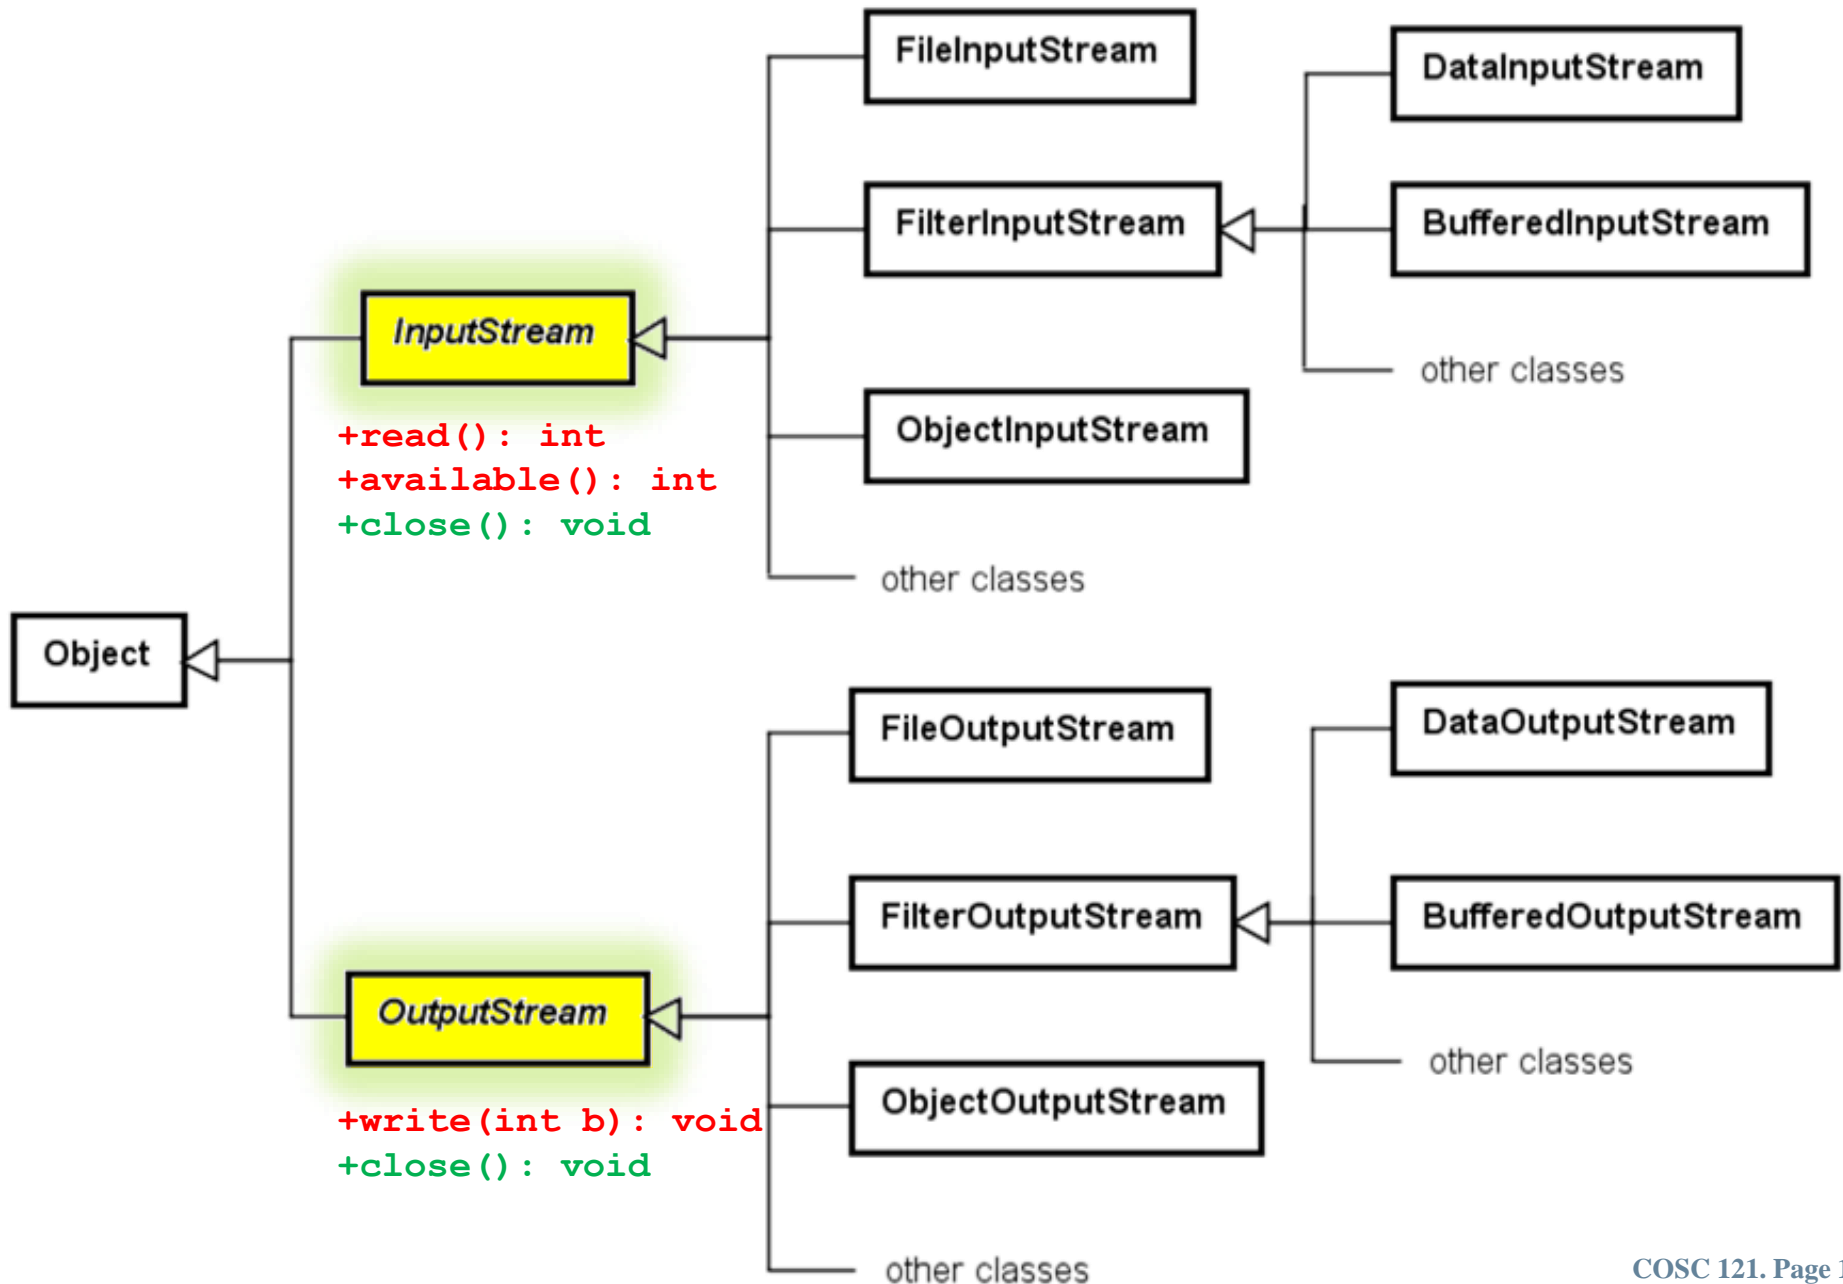 FileInputStream
DataInputStream
FilterInputStream
BufferedInputStream
InputStream
other classes
+read(): int
ObjectInputStream
+available(): int
+close(): void
other classes
Object
FileOutputStream
DataOutputStream
FilterOutputStream
BufferedOutputStream
OutputStream
other classes
ObjectOutputStream
+write(int b): void
+close(): void
other classes
COSC 121. Page